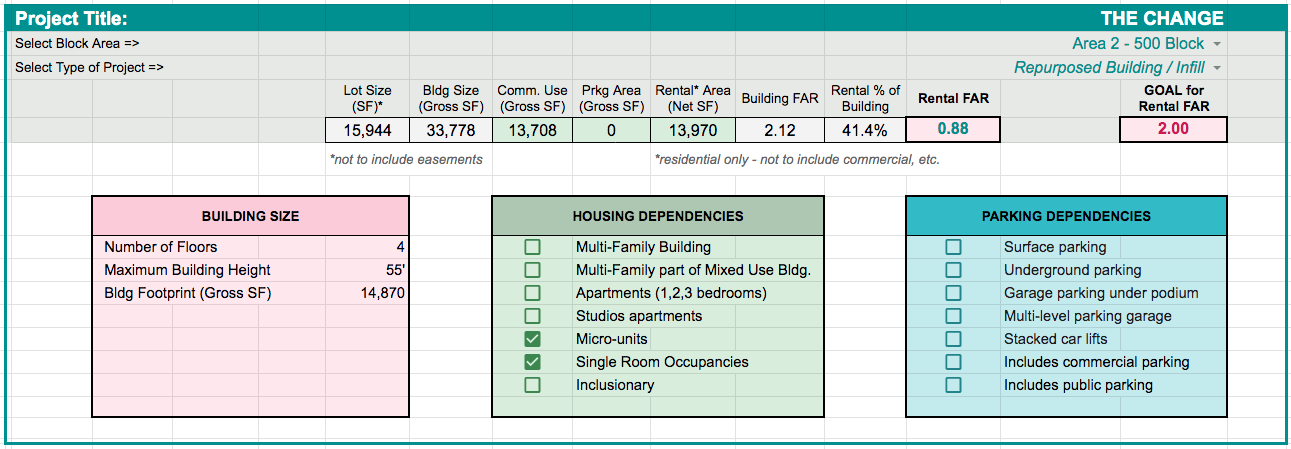 Project Title: THE CHANGE
Select Block Area => Area 2 - 500 Block
Select Type of Project => Repurposed Building / Infill
Lot Size (SF)* Bldg Size (Gross SF) Comm. Use (Gross SF) Prkg Area (Gross SF) Rental* Area (Net SF) Building FAR Rental % of Building Rental FAR GOAL for Rental FAR
15,944 33,778 13,708 0 13,970 2.12 41.4% 0.88 2.00
*not to include easements *residential only - not to include commercial, etc.
BUILDING SIZE
Number of Floors 4
Maximum Building Height 55'
Bldg Footprint (Gross SF) 14,870
HOUSING DEPENDENCIES
Multi-Family Building
Multi-Family part of Mixed Use Bldg.
Apartments (1,2,3 bedrooms)
Studios apartments
Micro-units
Single Room Occupancies
Inclusionary
PARKING DEPENDENCIES
Surface parking
Underground parking
Garage parking under podium
Multi-level parking garage
Stacked car lifts
Includes commercial parking
Includes public parking